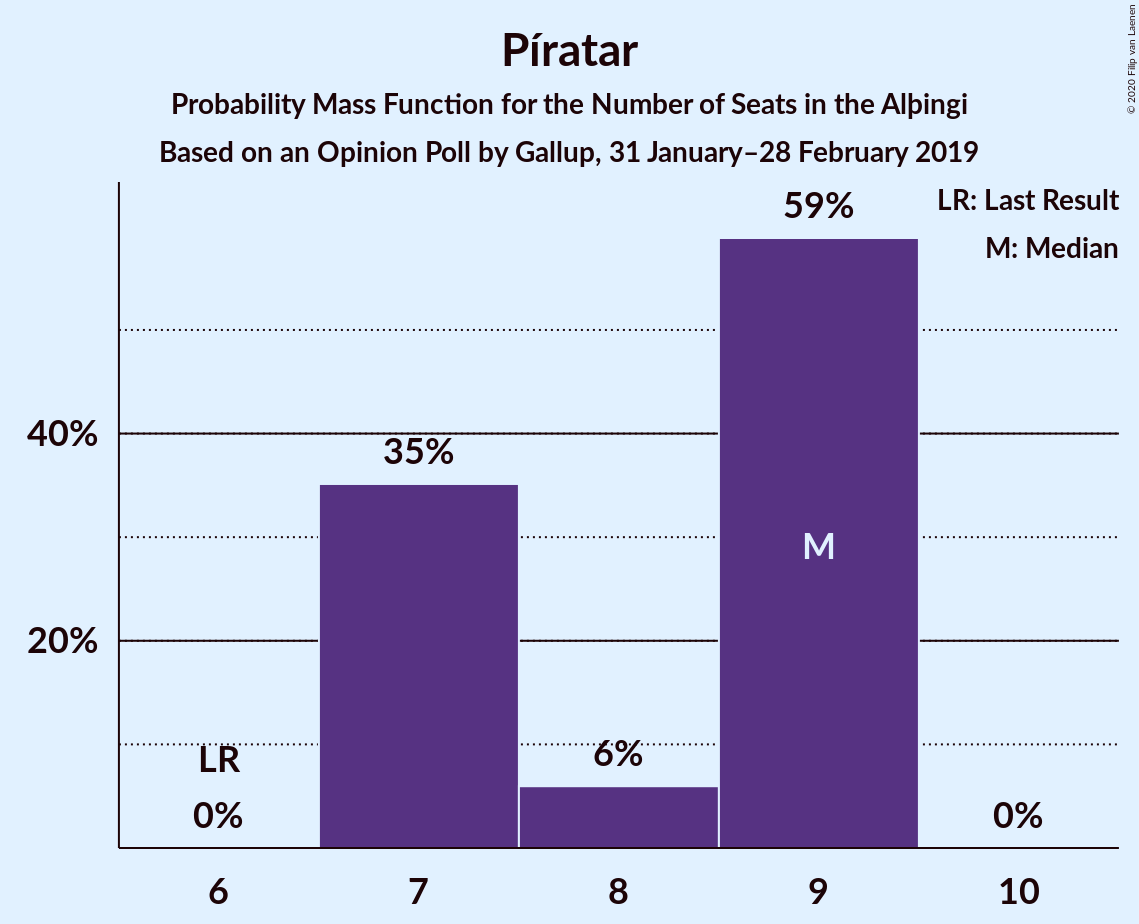 Píratar
Probability Mass Function for the Number of Seats in the Alþingi
Based on an Opinion Poll by Gallup, 31 January–28 February 2019
© 2020 Filip van Laenen
LR: Last Result
M: Median
59%
40%
35%
M
20%
LR
6%
0%
0%
6
7
8
9
10